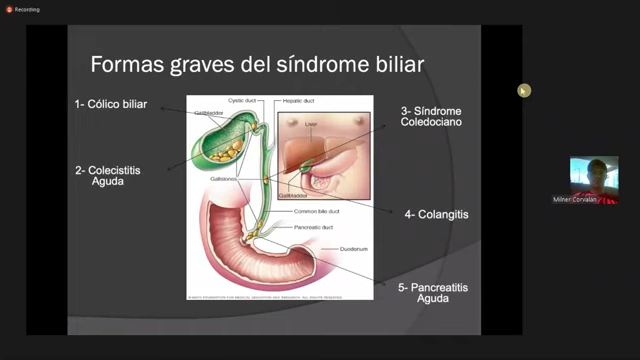 Recording
Formas graves del síndrome biliar
1- Cólico biliar
2- Colecistitis
Aguda
Cystic duct
Hepatic duct
Gallbladder
Liver
Gallstones
Gallbladder
Common bile duct
Pancreatic duct
Duodenum
3- Síndrome
Coledociano
4- Colangitis
5- Pancreatitis
Aguda
Milner Corvalan